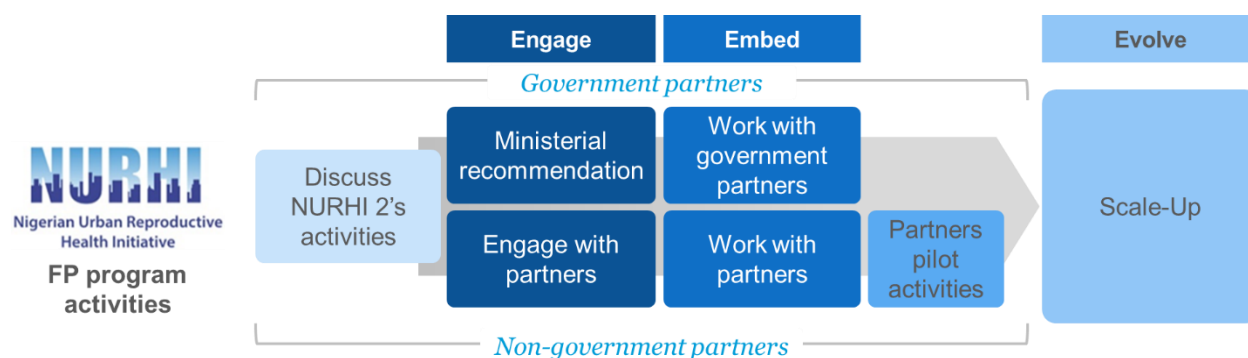 Engage
Embed
Evolve
Government partners
NURHI
Nigerian Urban Reproductive
Health Initiative
FP program
activities
Discuss
NURHI 2's
activities
Ministerial
recommendation
Work with
government
partners
Engage with
partners
Work with
partners
Partners
pilot
activities
Scale-Up
Non-government partners